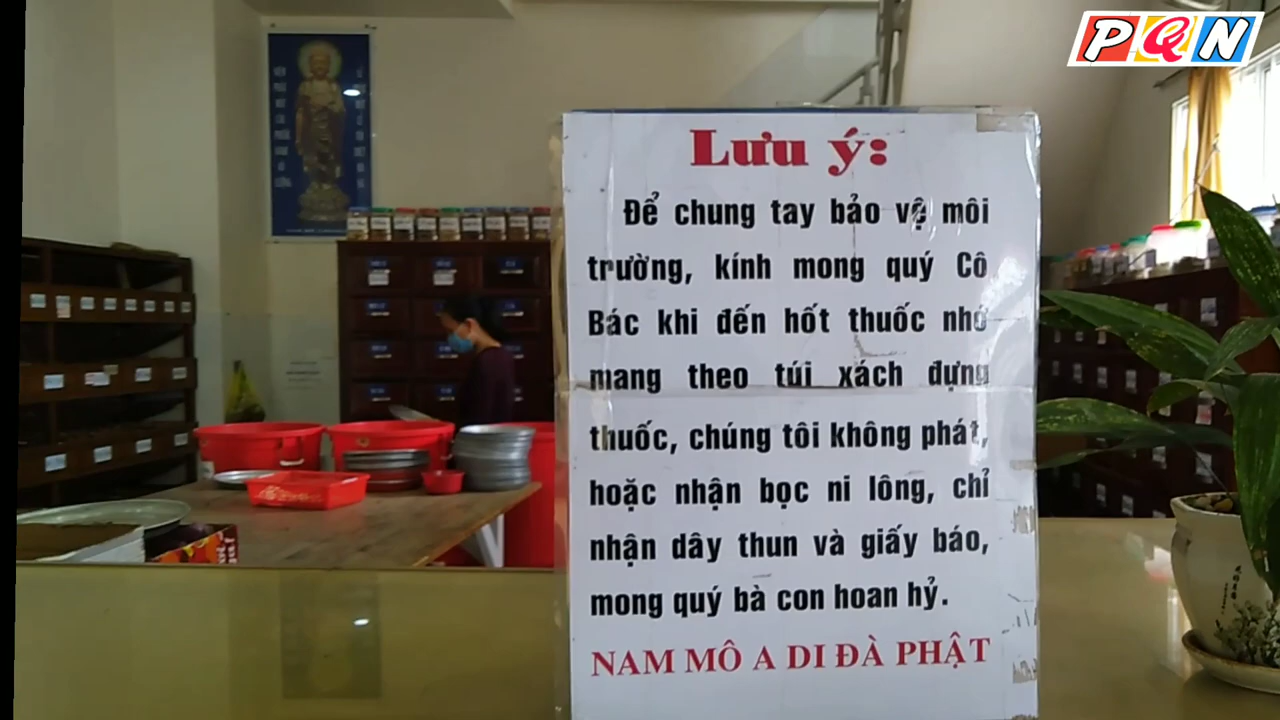 PQN
Lưu ý:
Để chung tay bảo vệ môi
trường, kính mong quý Cô
Bác khi đến hốt thuốc nhớ
mang theo túi xách đựng
thuốc, chúng tôi không phát,
hoặc nhận bọc ni lông, chỉ
nhận dây thun và giấy báo,
mong quý bà con hoan hỷ.
NAM MÔ A DI ĐÀ PHẬT